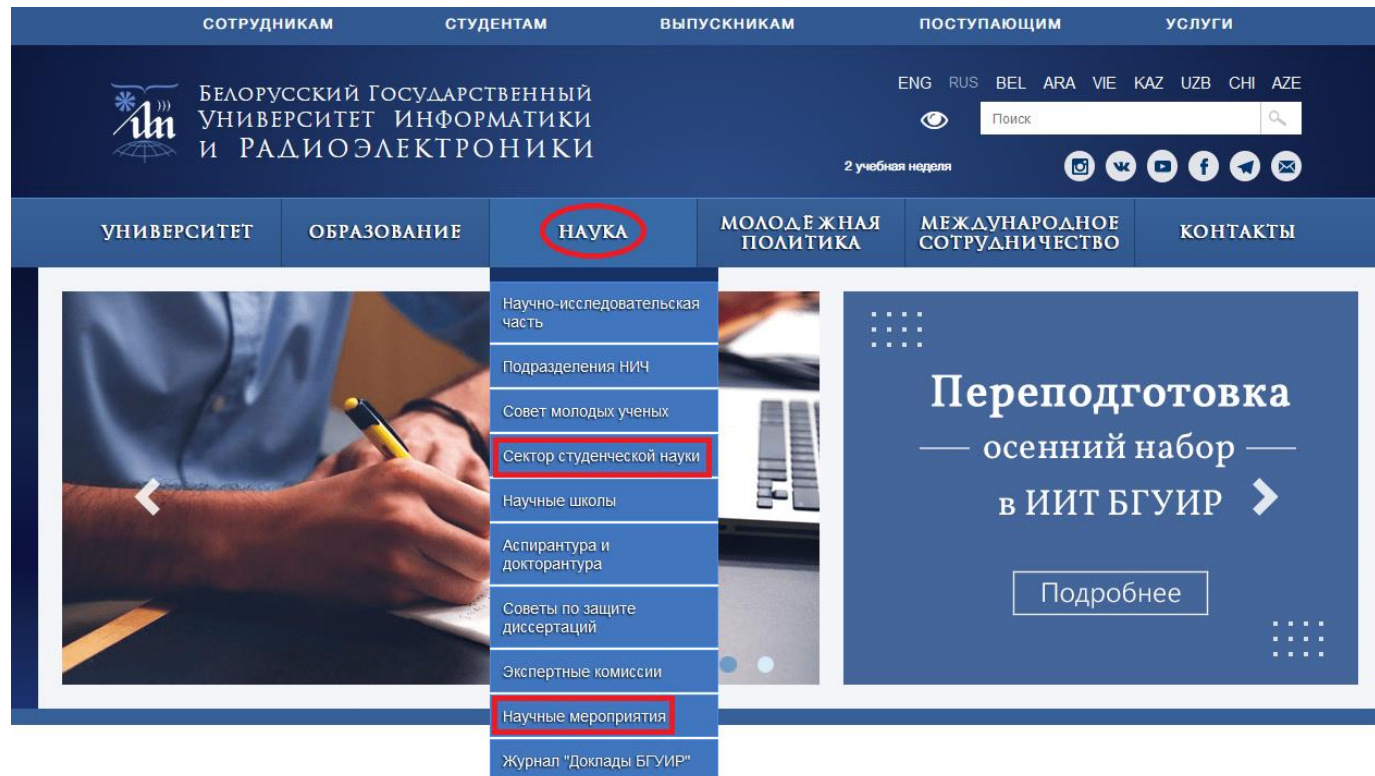 СОТРУДНИКАМ СТУДЕНТАМ ВЫПУСКНИКАМ ПОСТУПАЮЩИМ УСЛУГИ
Белорусский Государственный
Университет Информатики
и Радиоэлектроники
ENG RUS BEL ARA VIE KAZ UZB CHI AZE
Поиск
2 учебная неделя
УНИВЕРСИТЕТ
ОБРАЗОВАНИЕ
НАУКА
МОЛОДЁЖНАЯ
ПОЛИТИКА
МЕЖДУНАРОДНОЕ
СОТРУДНИЧЕСТВО
КОНТАКТЫ
Научно-исследовательская
часть
Подразделения НИЧ
Совет молодых ученых
Сектор студенческой науки
Научные школы
Аспирантура и
докторантура
Советы по защите
диссертаций
Экспертные комиссии
Научные мероприятия
Журнал "Доклады БГУИР"
Переподготовка
осенний набор
в ИИТ БГУИР
Подробнее